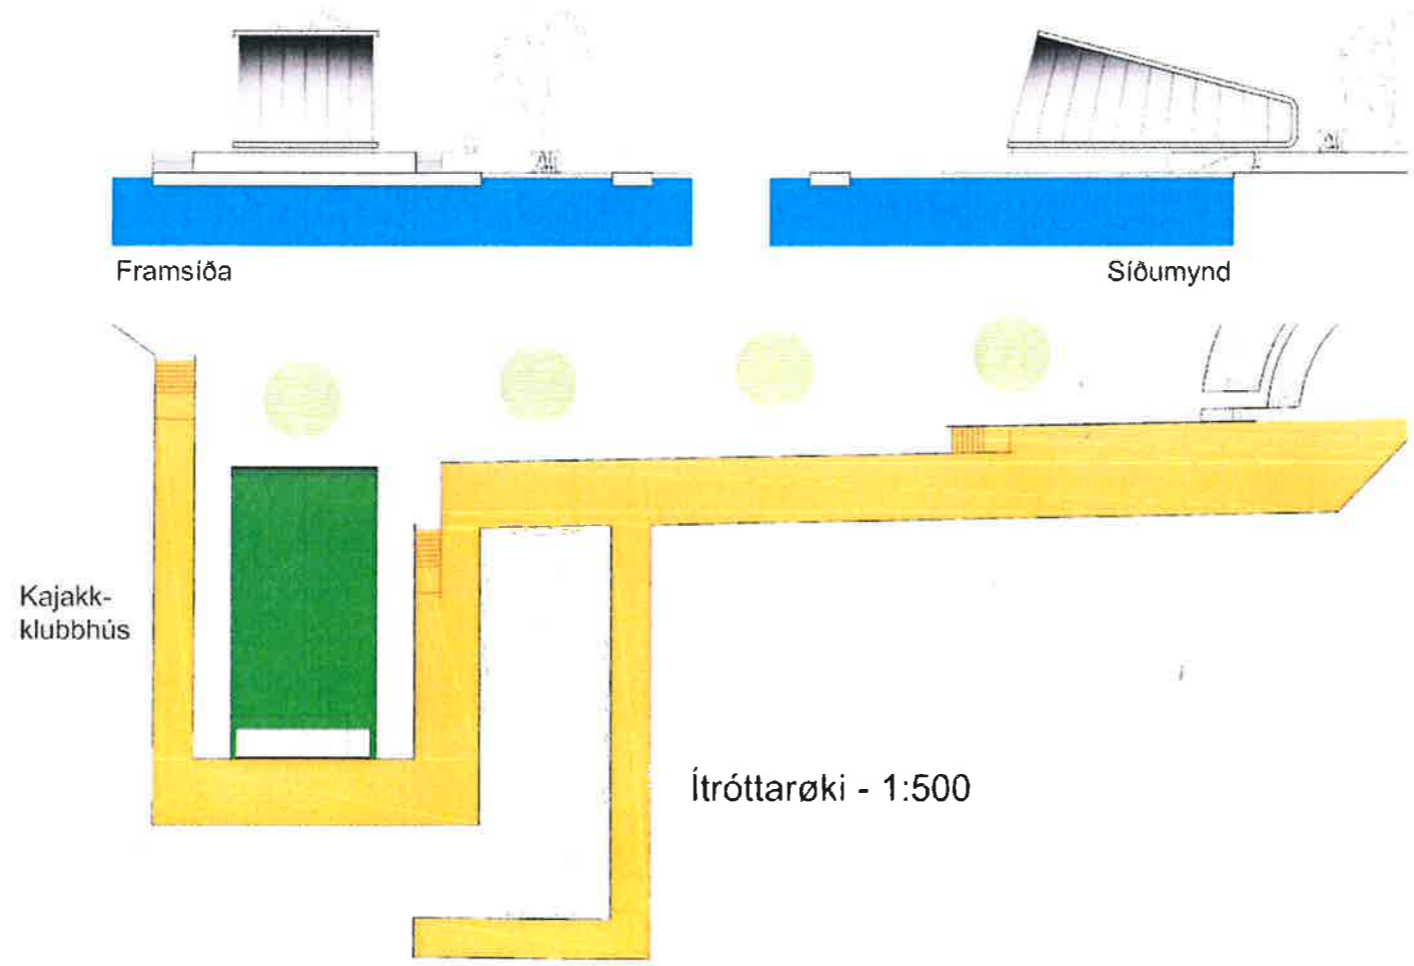 Framsíða
Síðumynd
Kajakk-
klubbhús
Ítróttarøki - 1:500